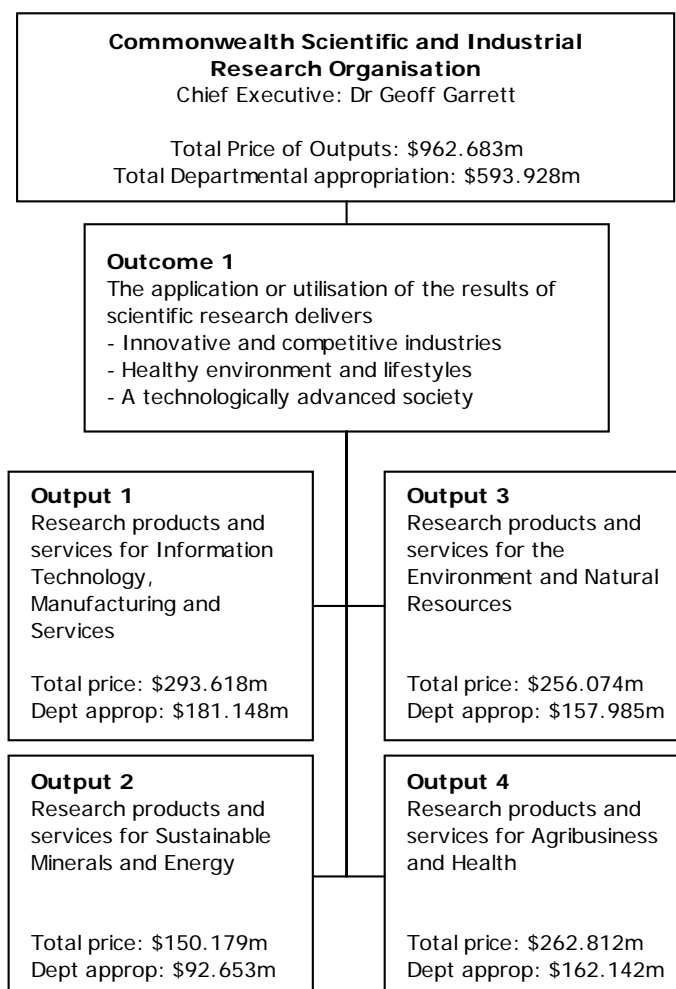 Commonwealth Scientific and Industrial
Research Organisation
Chief Executive: Dr Geoff Garrett
Total Price of Outputs: $962.683m
Total Departmental appropriation: $593.928m
Outcome 1
The application or utilisation of the results of
scientific research delivers
- Innovative and competitive industries
- Healthy environment and lifestyles
- A technologically advanced society
Output 1
Research products and
services for Information
Technology,
Manufacturing and
Services
Total price: $293.618m
Dept approp: $181.148m
Output 3
Research products and
services for the
Environment and Natural
Resources
Total price: $256.074m
Dept approp: $157.985m
Output 2
Research products and
services for Sustainable
Minerals and Energy
Total price: $150.179m
Dept approp: $92.653m
Output 4
Research products and
services for Agribusiness
and Health
Total price: $262.812m
Dept approp: $162.142m